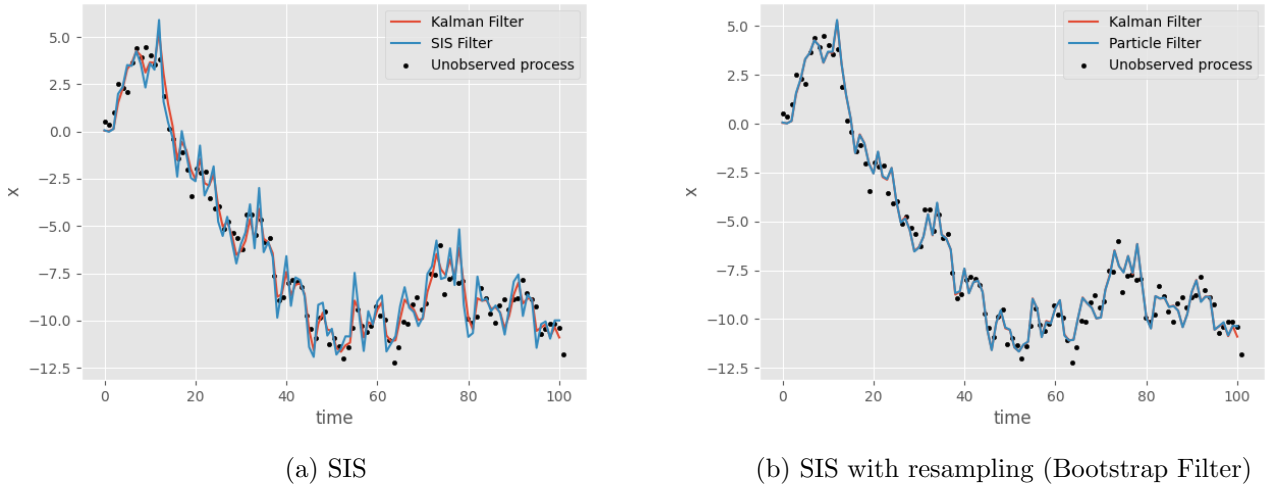 Kalman Filter
SIS Filter
Unobserved process
5.0
2.5
0.0
−2.5
−5.0
−7.5
−10.0
−12.5
x
0
20
40
60
80
100
time
(a) SIS
Kalman Filter
Particle Filter
Unobserved process
5.0
2.5
0.0
−2.5
−5.0
−7.5
−10.0
−12.5
x
0
20
40
60
80
100
time
(b) SIS with resampling (Bootstrap Filter)